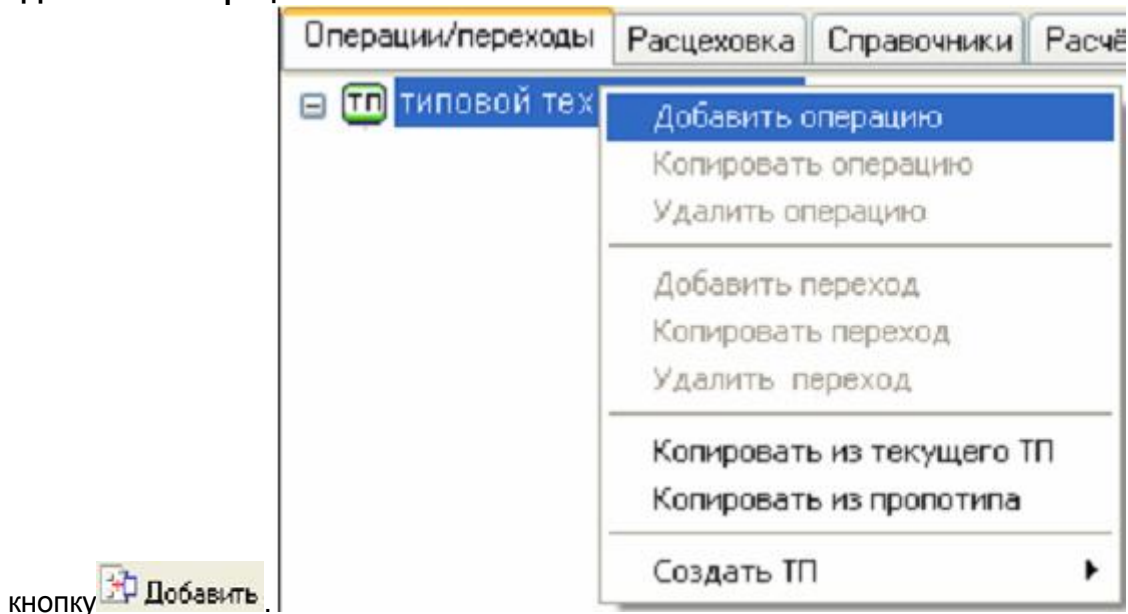 Операции/переходы Расцеховка Справочники Расчё
тп типовой тех
Добавить операцию
Копировать операцию
Удалить операцию
Добавить переход
Копировать переход
Удалить переход
Копировать из текущего ТП
Копировать из пропотипа
Создать ТП
кнопку Добавить.